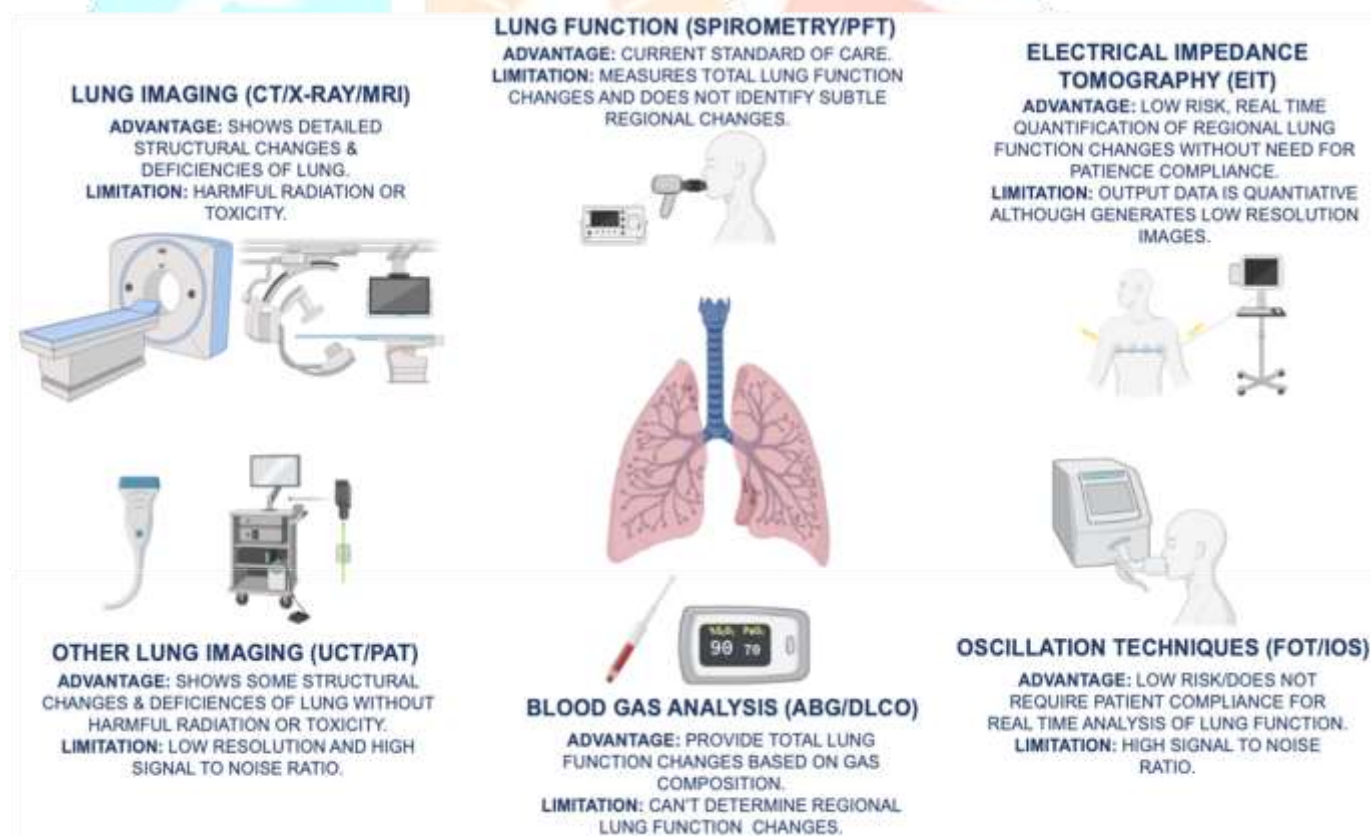 LUNG FUNCTION (SPIROMETRY/PFT)
ADVANTAGE: CURRENT STANDARD OF CARE.
LIMITATION: MEASURES TOTAL LUNG FUNCTION
CHANGES AND DOES NOT IDENTIFY SUBTLE
REGIONAL CHANGES.
LUNG IMAGING (CT/X-RAY/MRI)
ADVANTAGE: SHOWS DETAILED
STRUCTURAL CHANGES &
DEFICIENCIES OF LUNG.
LIMITATION: HARMFUL RADIATION OR
TOXICITY.
ELECTRICAL IMPEDANCE
TOMOGRAPHY (EIT)
ADVANTAGE: LOW RISK, REAL TIME
QUANTIFICATION OF REGIONAL LUNG
FUNCTION CHANGES WITHOUT NEED FOR
PATIENCE COMPLIANCE.
LIMITATION: OUTPUT DATA IS QUANTIATIVE
ALTHOUGH GENERATES LOW RESOLUTION
IMAGES.
OTHER LUNG IMAGING (UCT/PAT)
ADVANTAGE: SHOWS SOME STRUCTURAL
CHANGES & DEFICIENCES OF LUNG WITHOUT
HARMFUL RADIATION OR TOXICITY.
LIMITATION: LOW RESOLUTION AND HIGH
SIGNAL TO NOISE RATIO.
90 70
BLOOD GAS ANALYSIS (ABG/DLCO)
ADVANTAGE: PROVIDE TOTAL LUNG
FUNCTION CHANGES BASED ON GAS
COMPOSITION.
LIMITATION: CAN'T DETERMINE REGIONAL
LUNG FUNCTION CHANGES.
OSCILLATION TECHNIQUES (FOT/IOS)
ADVANTAGE: LOW RISK/DOES NOT
REQUIRE PATIENT COMPLIANCE FOR
REAL TIME ANALYSIS OF LUNG FUNCTION.
LIMITATION: HIGH SIGNAL TO NOISE
RATIO.